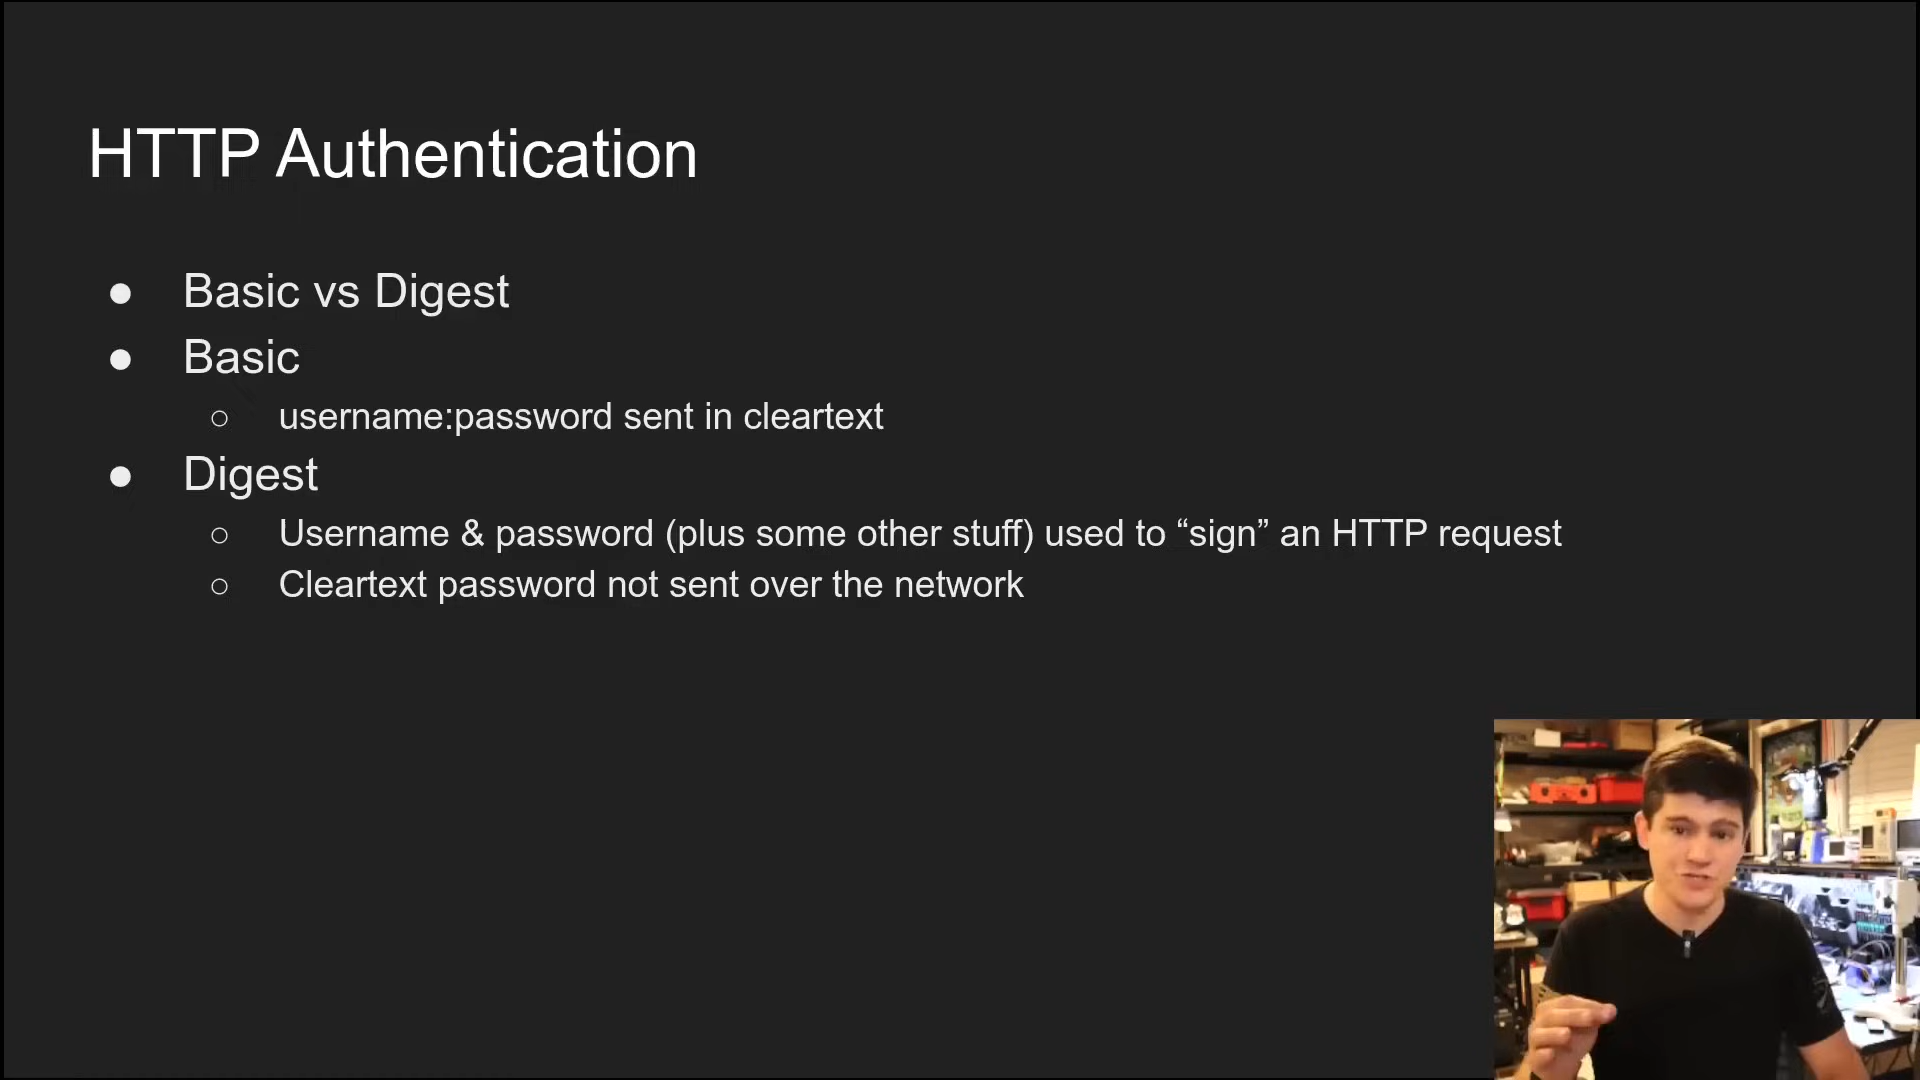 HTTP Authentication
● Basic vs Digest
● Basic
○ username:password sent in cleartext
● Digest
○ Username & password (plus some other stuff) used to “sign” an HTTP request
○ Cleartext password not sent over the network